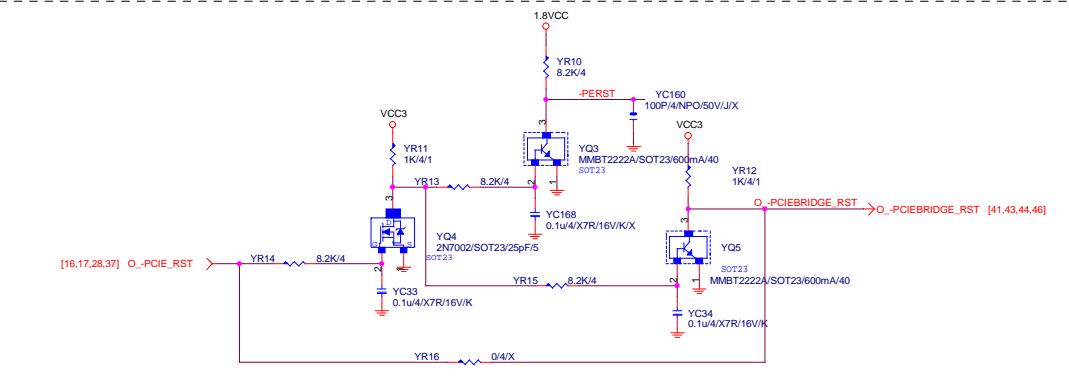 1.8VCC
YR10
8.2K/4
-PERST
YC160
100P/4/NPO/50V/J/X
VCC3
VCC3
3
YR11
1K/4/1
YQ3
MMBT2222A/SOT23/600mA/40
SOT23
YR12
1K/4/1
YR13
8.2K/4
2
1
3
O_-PCIEBRIDGE_RST
O_-PCIEBRIDGE_RST [41,43,44,46]
YC168
0.1u/4/X7R/16V/K/X
3
D
G
S
YQ4
2N7002/SOT23/25pF/5
SOT23
YQ5
SOT23
MMBT2222A/SOT23/600mA/40
[16,17,28,37] O_-PCIE_RST
YR14
8.2K/4
2
YR15
8.2K/4
2
1
YC33
0.1u/4/X7R/16V/K
YC34
0.1u/4/X7R/16V/K
YR16
0/4/X